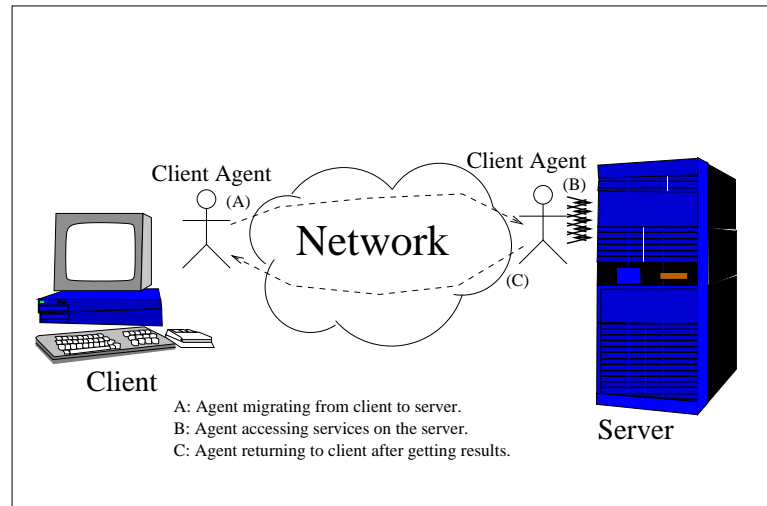 Client Agent
(B)
Client Agent
(A)
Network
(C)
Client
A: Agent migrating from client to server.
B: Agent accessing services on the server.
C: Agent returning to client after getting results.
Server